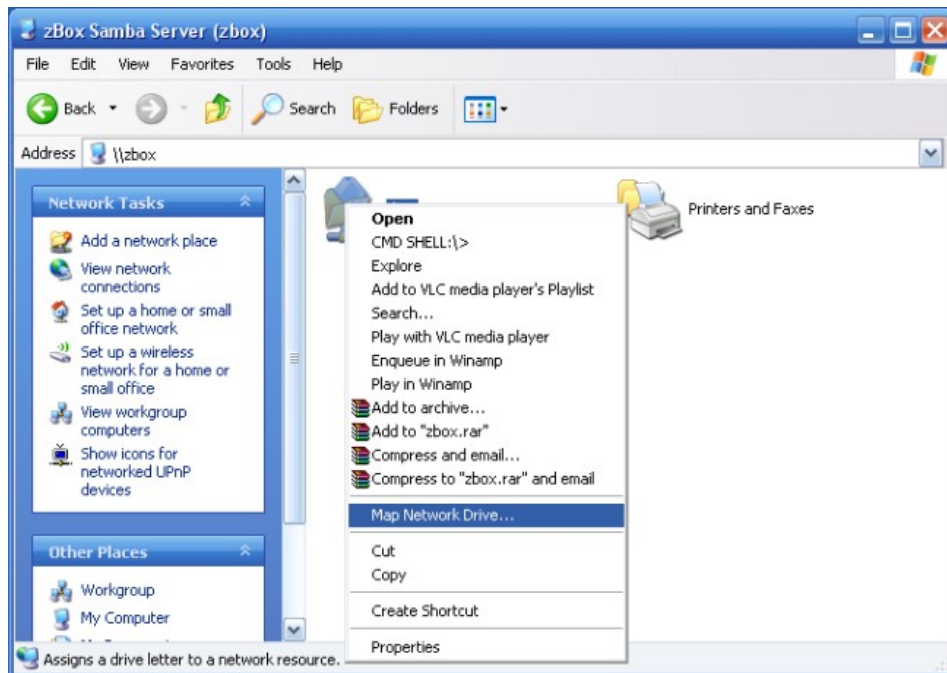 zBox Samba Server (zbox)
File Edit View Favorites Tools Help
Back Search Folders
Address \\zbox
Network Tasks
Add a network place
View network
connections
Set up a home or small
office network
Set up a wireless
network for a home or
small office
View workgroup
computers
Show icons for
networked UPnP
devices
Other Places
Workgroup
My Computer
Printers and Faxes
Open
CMD SHELL:\>
Explore
Add to VLC media player's Playlist
Search...
Play with VLC media player
Enqueue in Winamp
Play in Winamp
Add to archive...
Add to "zbox.rar"
Compress and email...
Compress to "zbox.rar" and email
Map Network Drive...
Cut
Copy
Create Shortcut
Properties
Assigns a drive letter to a network resource.